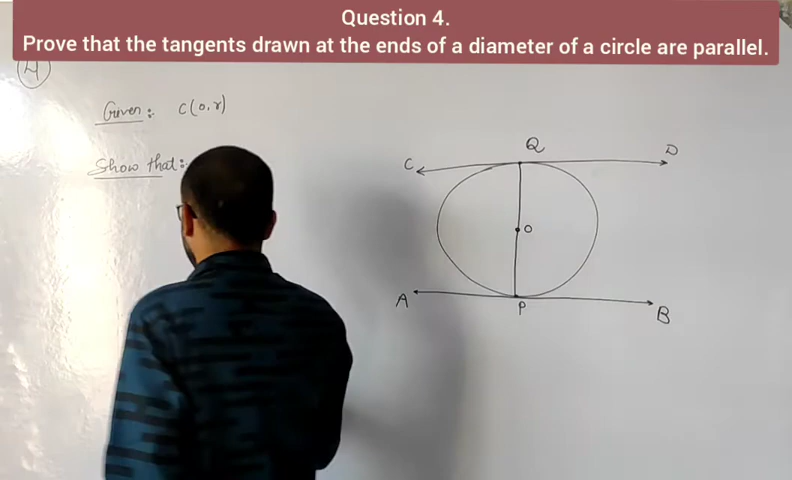 Question 4.
Prove that the tangents drawn at the ends of a diameter of a circle are parallel.
4
Given: C(O,r)
Show that:
C Q D
O
A P B